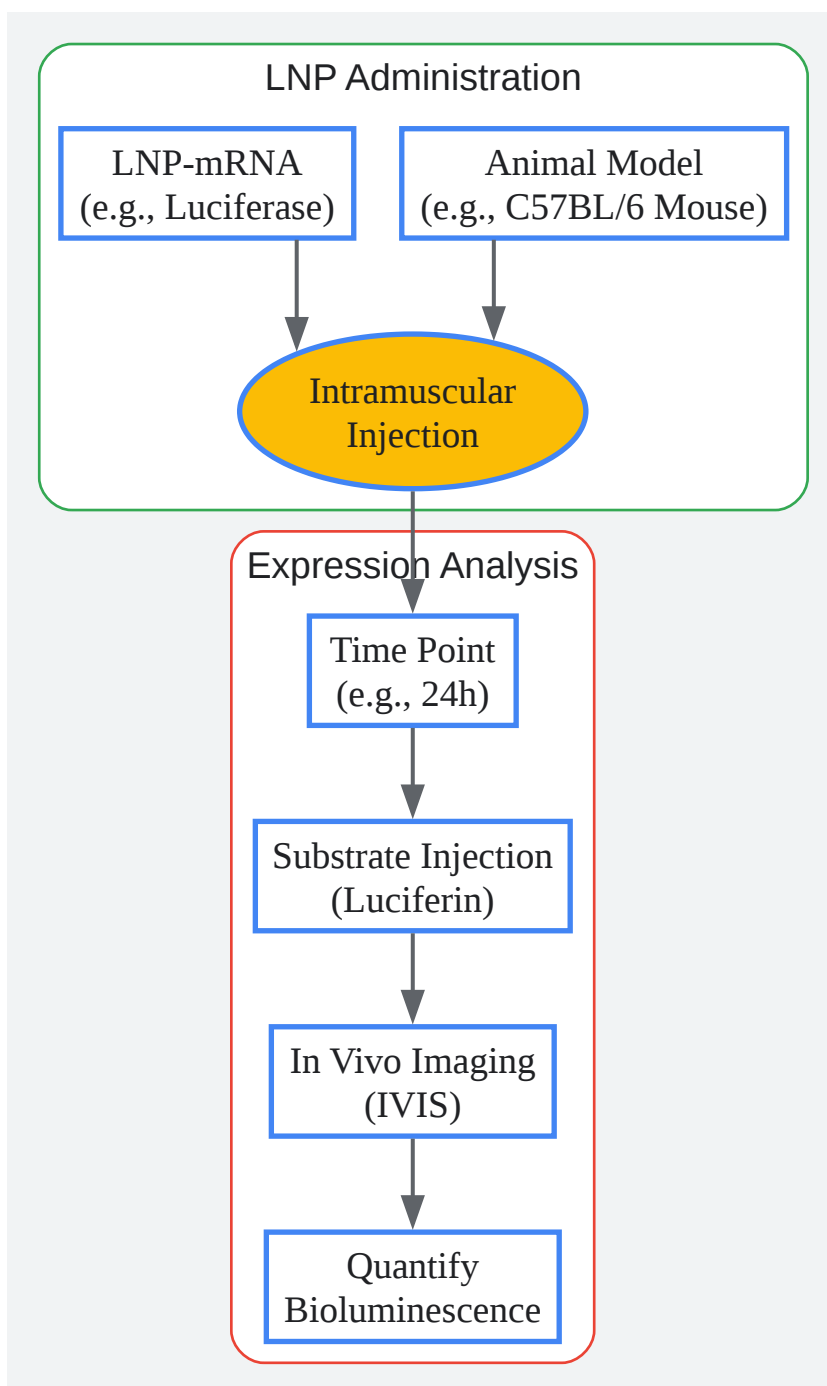 LNP Administration
LNP-mRNA
(e.g., Luciferase)
Animal Model
(e.g., C57BL/6 Mouse)
Intramuscular
Injection
Expression Analysis
Time Point
(e.g., 24h)
Substrate Injection
(Luciferin)
In Vivo Imaging
(IVIS)
Quantify
Bioluminescence